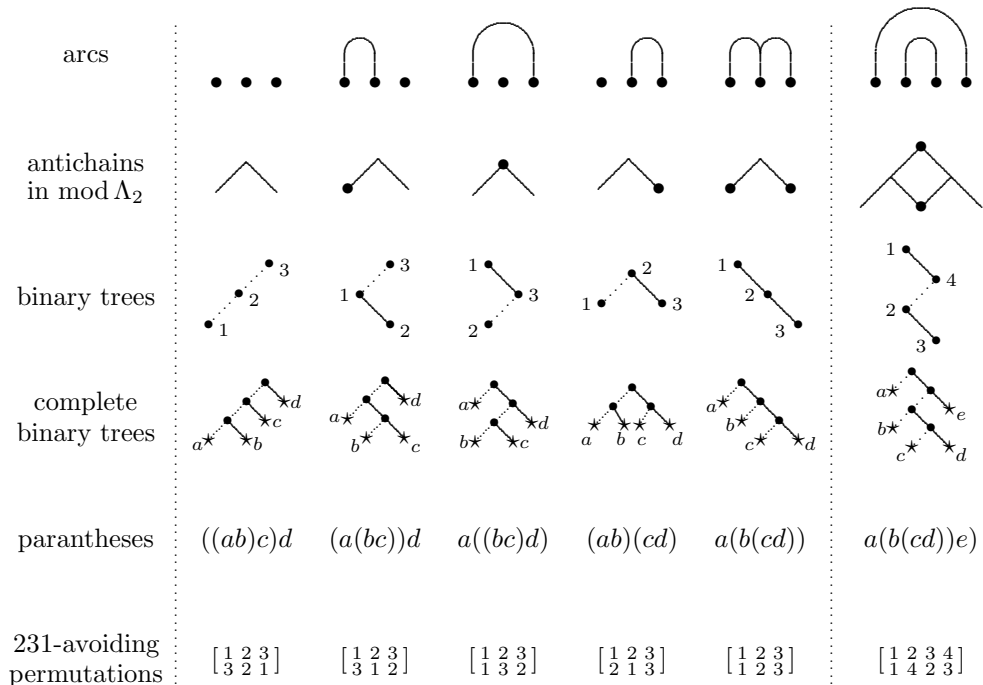 arcs
antichains
in mod Λ₂
binary trees
1 2 3
1 3 2
1 3 2
1 2 3
1 2 3
1 4 2 3
complete
binary trees
a b c d
a d b c
a d b c
a b c d
a b c d
a e b c d
parantheses ((ab)c)d (a(bc))d a((bc)d) (ab)(cd) a(b(cd)) a(b(cd))e)
231-avoiding
permutations
[1 2 3 / 3 2 1] [1 2 3 / 3 1 2] [1 2 3 / 1 3 2] [1 2 3 / 2 1 3] [1 2 3 / 1 2 3] [1 2 3 4 / 1 4 2 3]